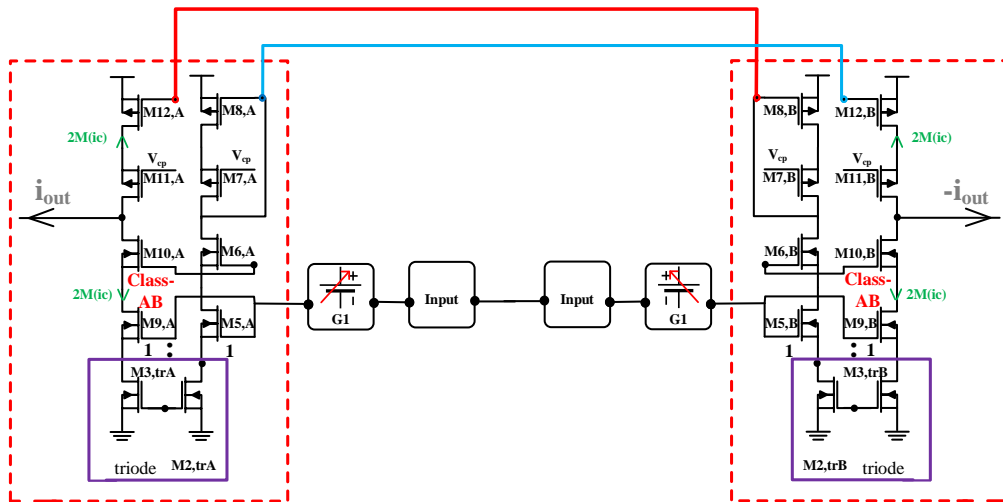 M12,A
M8,A
M8,B
M12,B
2M(ic)
2M(ic)
Vcp
Vcp
Vcp
Vcp
M11,A
M7,A
M7,B
M11,B
iout
-iout
M10,A
M6,A
M6,B
M10,B
Class-
AB
Class-
AB
2M(ic)
2M(ic)
+
Input
Input
+
M9,A
M5,A
G1
G1
M5,B
M9,B
1 : 1
1 : 1
M3,trA
M3,trB
triode
M2,trA
M2,trB
triode